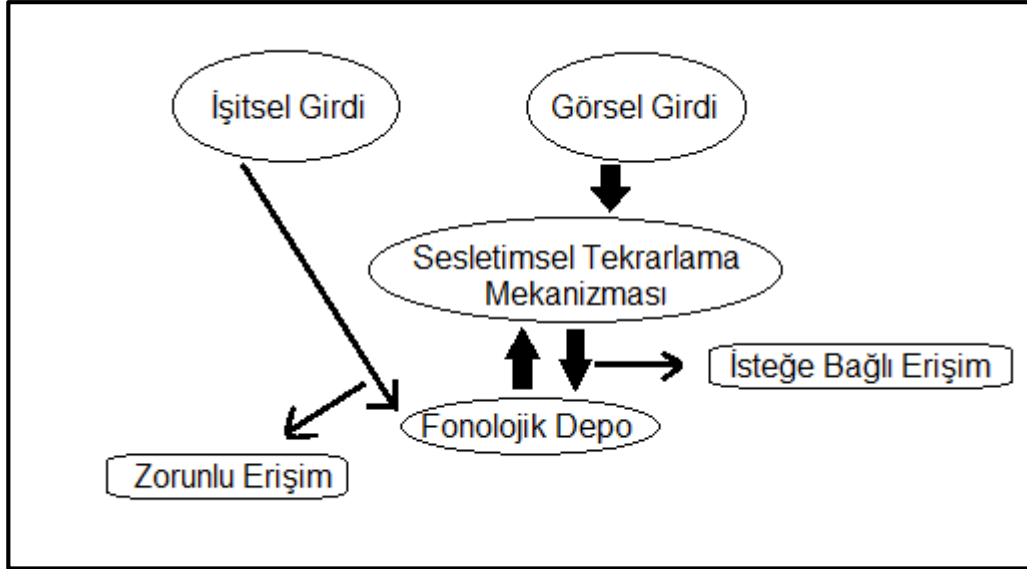 İşitsel Girdi
Görsel Girdi
Sesletimsel Tekrarlama
Mekanizması
İsteğe Bağlı Erişim
Fonolojik Depo
Zorunlu Erişim